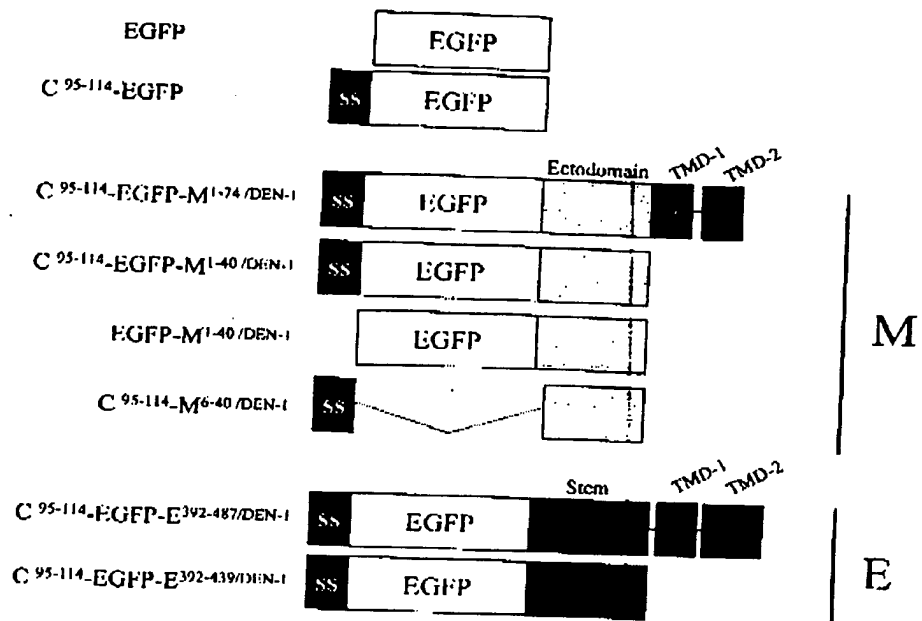 EGFP EGFP
C 95-114-EGFP SS EGFP
Ectodomain TMD-1 TMD-2
C 95-114-EGFP-M1-74/DEN-1 SS EGFP
C 95-114-EGFP-M1-40/DEN-1 SS EGFP
EGFP-M1-40/DEN-1 EGFP
M
C 95-114-M6-40/DEN-1 SS
Stem TMD-1 TMD-2
C 95-114-EGFP-E392-487/DEN-1 SS EGFP
C 95-114-EGFP-E392-439/DEN-1 SS EGFP
E